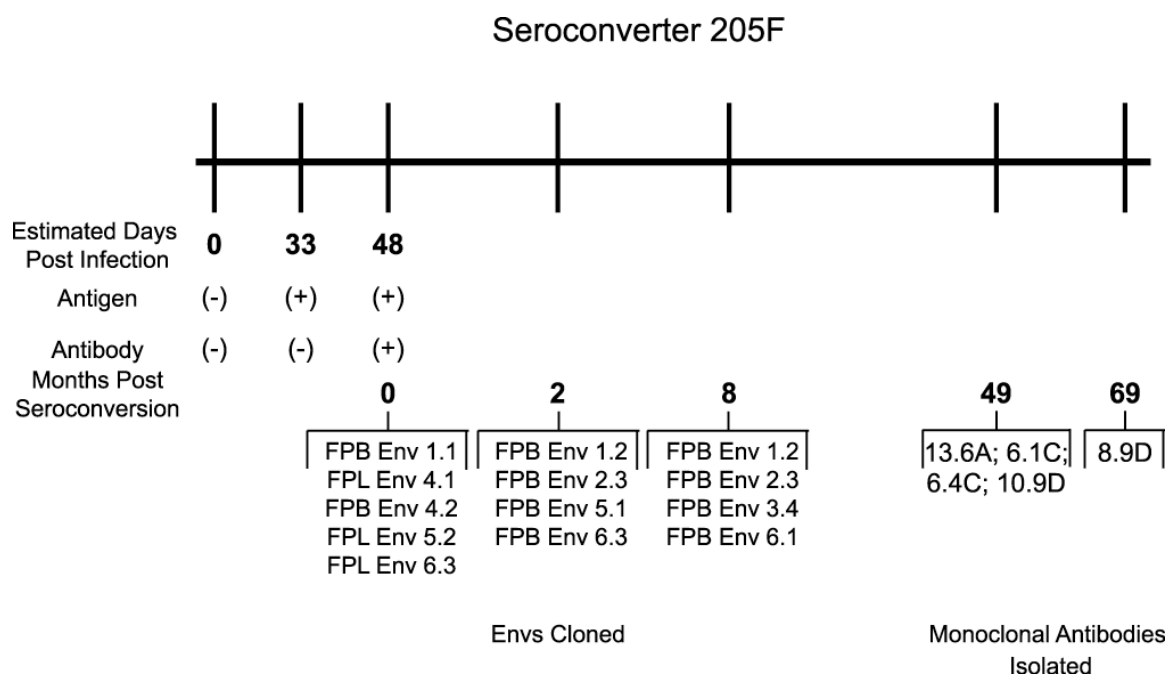 Seroconverter 205F
Estimated Days
Post Infection
0 33 48
Antigen (-) (+) (+)
Antibody (-) (-) (+)
Months Post
Seroconversion
0 2 8 49 69
FPB Env 1.1 FPB Env 1.2 FPB Env 1.2 13.6A; 6.1C; 8.9D
FPL Env 4.1 FPB Env 2.3 FPB Env 2.3 6.4C; 10.9D
FPB Env 4.2 FPB Env 5.1 FPB Env 3.4
FPL Env 5.2 FPB Env 6.3 FPB Env 6.1
FPL Env 6.3
Envs Cloned Monoclonal Antibodies
Isolated